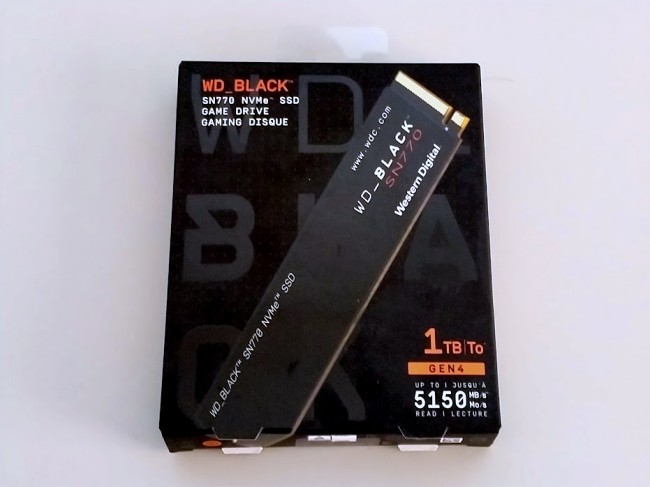 WD_BLACK™
SN770 NVMe™ SSD
GAME DRIVE
GAMING DISQUE
WD_BLACK
www.wdc.com
WD_BLACK™
SN770
Western Digital
WD_BLACK™ SN770 NVMe™ SSD
1TB|To
GEN4
UP TO | JUSQU'À
5150 MB/s
Mo/s
READ | LECTURE